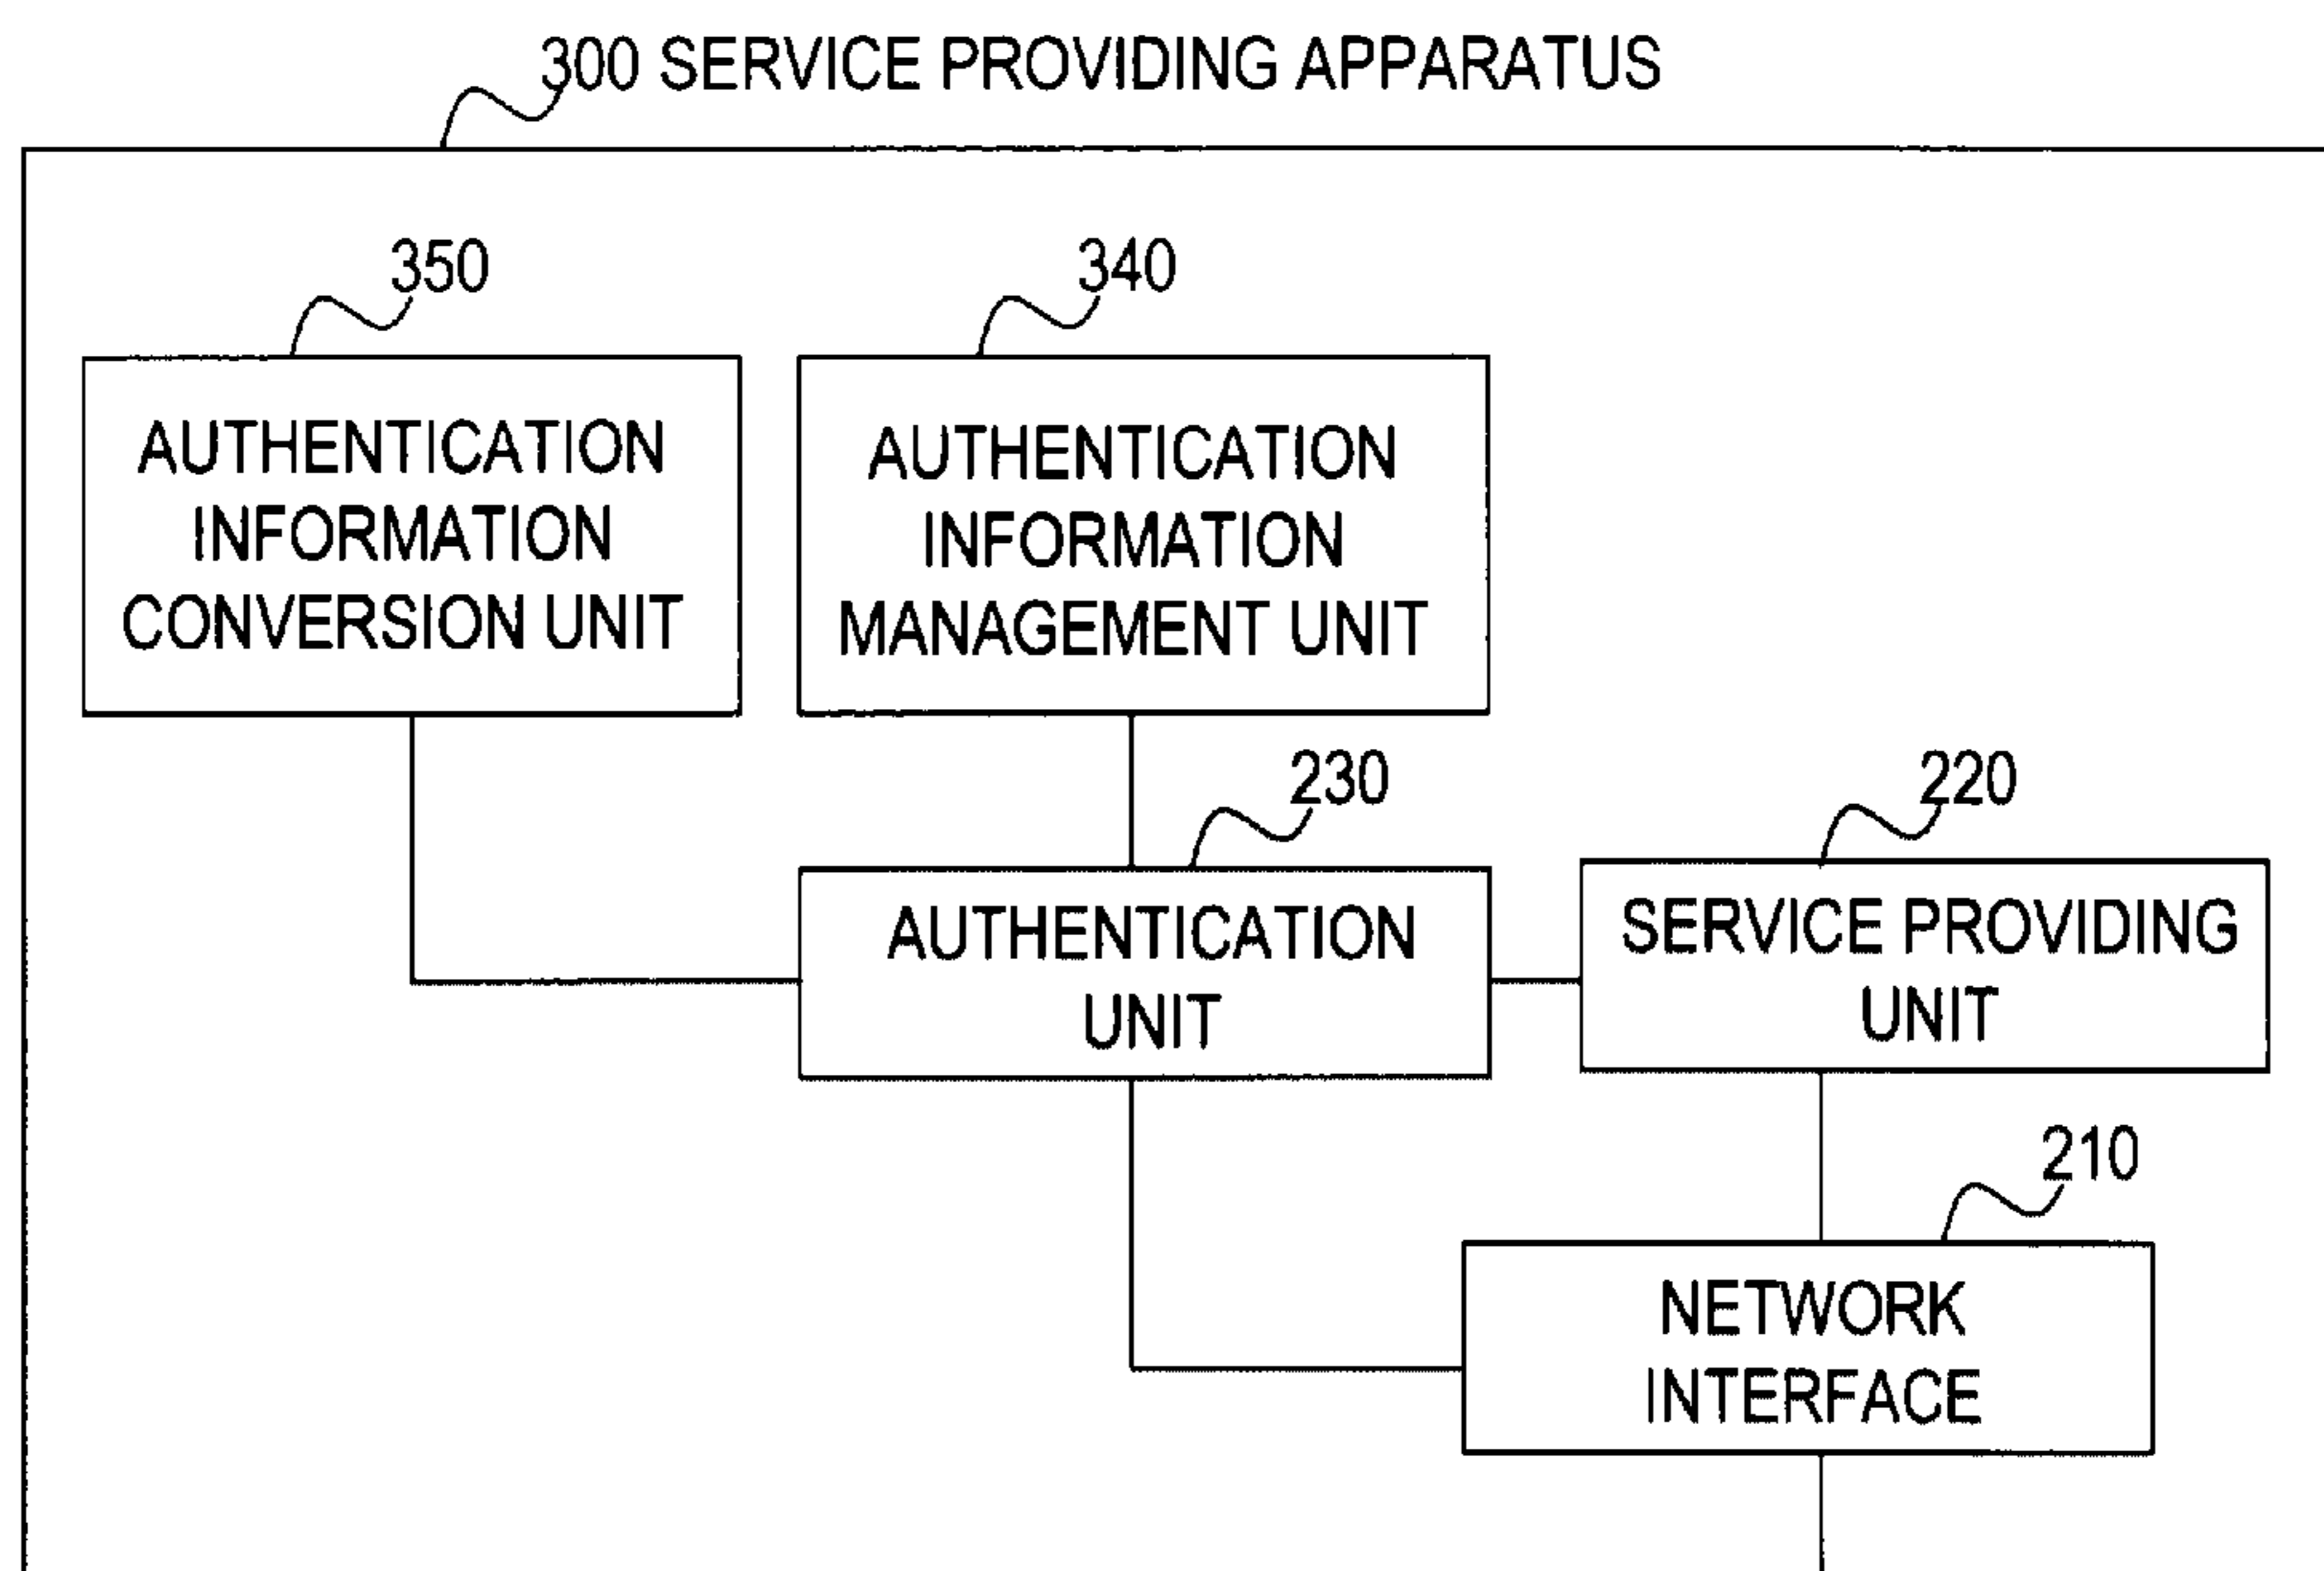 300 SERVICE PROVIDING APPARATUS
350
340
AUTHENTICATION
INFORMATION
CONVERSION UNIT
AUTHENTICATION
INFORMATION
MANAGEMENT UNIT
230
220
AUTHENTICATION
UNIT
SERVICE PROVIDING
UNIT
210
NETWORK
INTERFACE